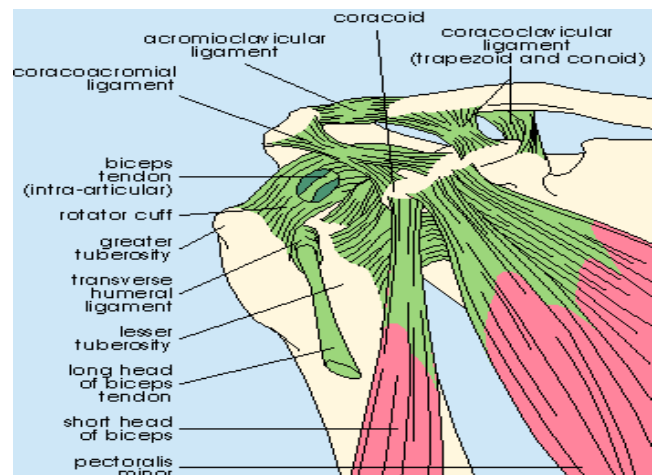 coracoid
acromioclavicular
ligament
coracoclavicular
ligament
(trapezoid and conoid)
coracoacromial
ligament
biceps
tendon
(intra-articular)
rotator cuff
greater
tuberosity
transverse
humeral
ligament
lesser
tuberosity
long head
of biceps
tendon
short head
of biceps
pectoralis
minor